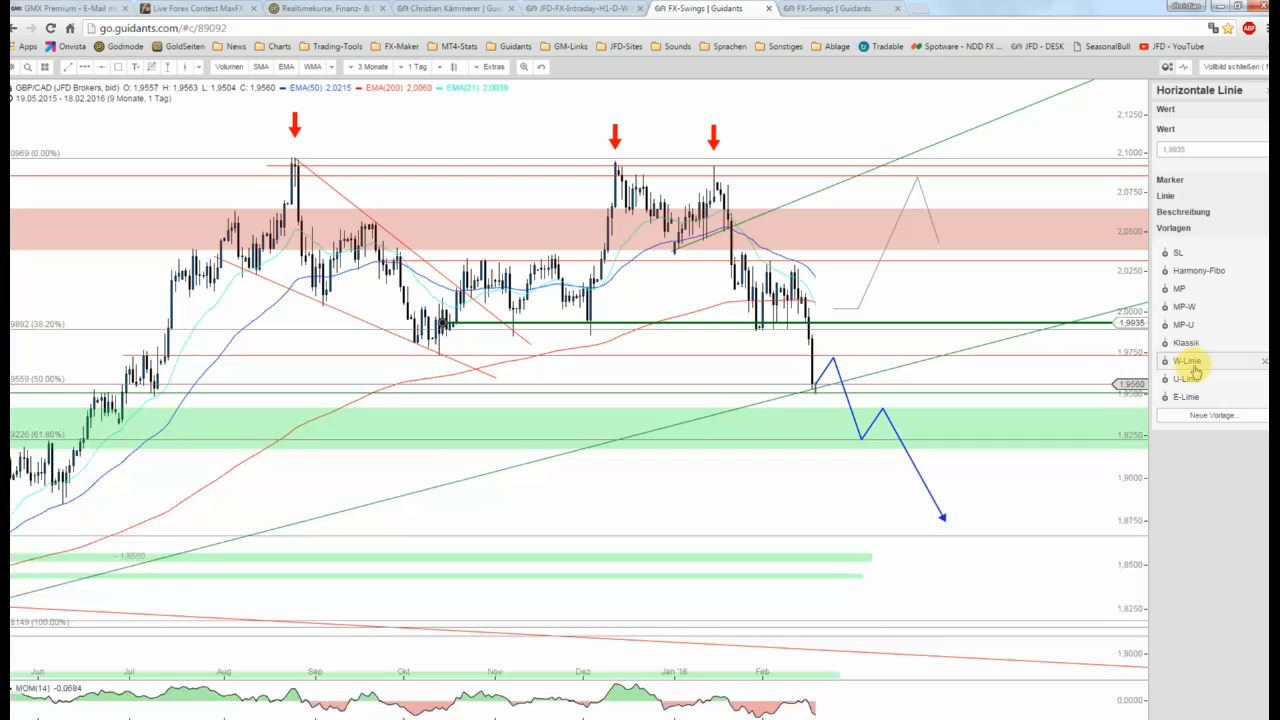 GMX Premium - E-Mail m
Live Forex Contest MaxFX
Realtimekurse, Finanz- &
Christian Kämmerer | Guid
JFD-FX-Intraday-H1-D-W
FX-Swings | Guidants
FX-Swings | Guidants
Christian
go.guidants.com/#c/89092
Apps
Onvista
Godmode
GoldSeiten
News
Charts
Trading-Tools
FX-Maker
MT4-Stats
Guidants
GM-Links
JFD-Sites
Sounds
Sprachen
Sonstiges
Ablage
Tradable
Spotware - NDD FX ...
JFD - DESK
SeasonalBull
JFD - YouTube
Volumen
SMA
EMA
WMA
3 Monate
1 Tag
Extras
Vollbild schließen (
GBP/CAD (JFD Brokers, bid) O: 1,9557 H: 1,9563 L: 1,9504 C: 1,9560 EMA(50) 2,0215 EMA(200) 2,0060 EMA(21) 2,0039
19.05.2015 - 18.02.2016 (9 Monate, 1 Tag)
Horizontale Linie
Wert
Wert
1,9935
Marker
Linie
Beschreibung
Vorlagen
SL
Harmony-Fibo
MP
MP-W
MP-U
Klassik
W-Linie
U-Linie
E-Linie
Neue Vorlage...
2,1250
2,1000
2,0750
2,0500
2,0250
2,0000
1,9935
1,9750
1,9560
1,9500
1,9250
1,9000
1,8750
1,8500
1,8250
1,8000
0969 (0.00%)
9892 (38.20%)
9559 (50.00%)
9226 (61.80%)
8149 (100.00%)
Jun
Jul
Aug
Sep
Okt
Nov
Dez
Jan '16
Feb
MOM(14) -0.0684
0.0000